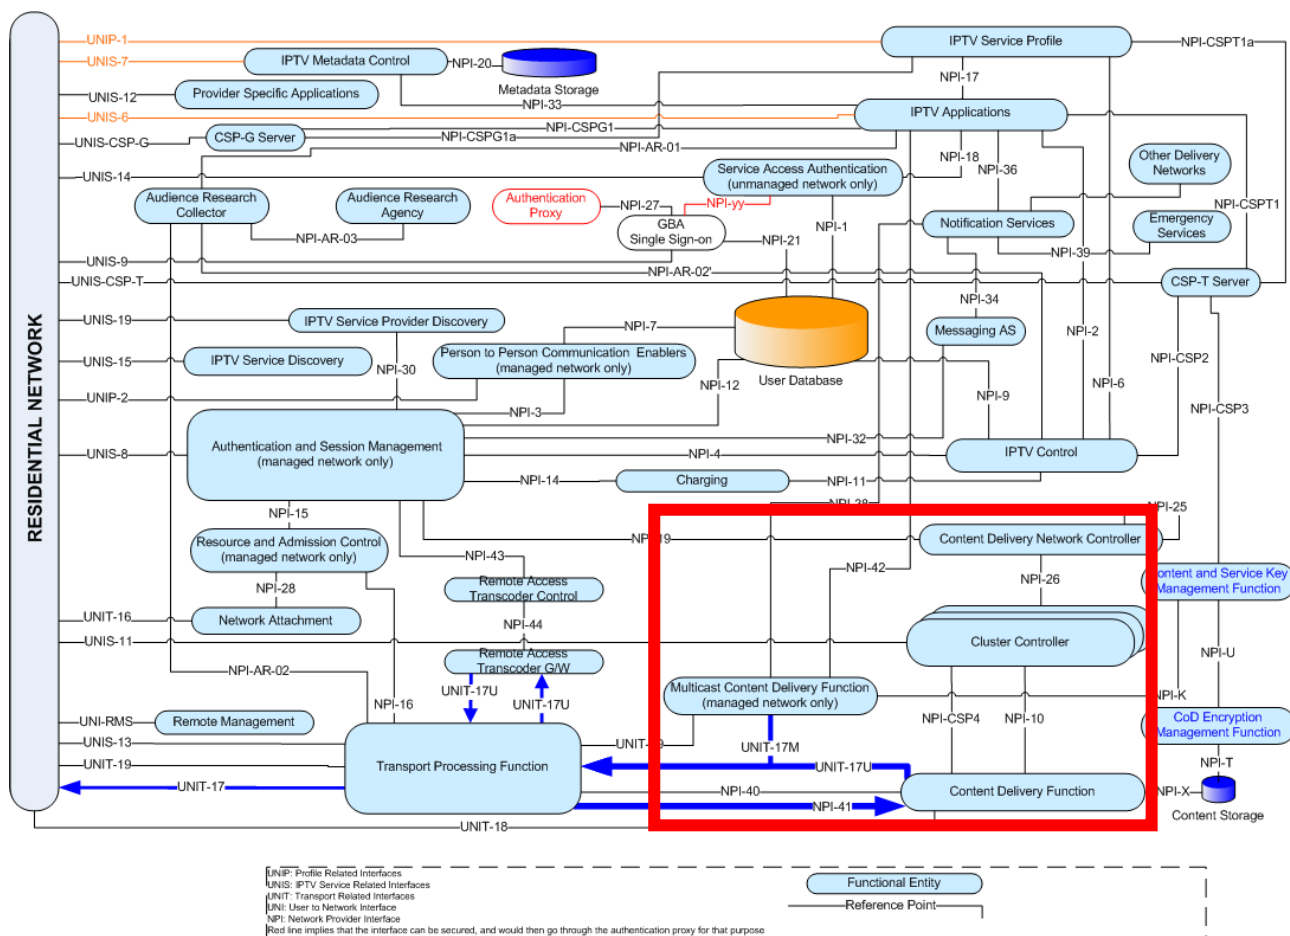 UNIP-1
IPTV Service Profile
NPI-CSPT1a
UNIS-7
IPTV Metadata Control
NPI-20
Metadata Storage
NPI-17
UNIS-12
Provider Specific Applications
NPI-33
IPTV Applications
UNIS-6
CSP-G Server
NPI-CSPG1
NPI-CSPG1a
UNIS-CSP-G
NPI-AR-01
NPI-18
NPI-36
Other Delivery
Networks
UNIS-14
Service Access Authentication
(unmanaged network only)
Audience Research
Collector
Audience Research
Agency
Authentication
Proxy
NPI-27
NPI-yy
NPI-CSPT1
GBA
Single Sign-on
NPI-1
Notification Services
Emergency
Services
NPI-AR-03
NPI-21
NPI-39
UNIS-9
NPI-AR-02'
UNIS-CSP-T
CSP-T Server
NPI-34
UNIS-19
IPTV Service Provider Discovery
NPI-7
Messaging AS
NPI-2
UNIS-15
IPTV Service Discovery
NPI-30
Person to Person Communication Enablers
(managed network only)
NPI-CSP2
User Database
NPI-12
NPI-9
NPI-6
UNIP-2
NPI-3
NPI-CSP3
RESIDENTIAL NETWORK
Authentication and Session Management
(managed network only)
NPI-32
UNIS-8
NPI-4
IPTV Control
NPI-14
Charging
NPI-11
NPI-38
NPI-25
NPI-15
Resource and Admission Control
(managed network only)
NPI-43
Content Delivery Network Controller
NPI-42
NPI-26
NPI-28
Remote Access
Transcoder Control
Content and Service Key
Management Function
UNIT-16
Network Attachment
NPI-44
UNIS-11
Cluster Controller
NPI-U
Remote Access
Transcoder G/W
NPI-AR-02
UNIT-17U
UNIT-17U
Multicast Content Delivery Function
(managed network only)
NPI-K
NPI-16
UNI-RMS
Remote Management
NPI-CSP4
NPI-10
CoD Encryption
Management Function
UNIS-13
UNIT-17M
UNIT-19
Transport Processing Function
UNIT-17U
NPI-T
UNIT-17
NPI-40
Content Delivery Function
NPI-X
NPI-41
Content Storage
UNIT-18
UNIP: Profile Related Interfaces
UNIS: IPTV Service Related Interfaces
UNIT: Transport Related Interfaces
UNI: User to Network Interface
NPI: Network Provider Interface
Red line implies that the interface can be secured, and would then go through the authentication proxy for that purpose
Functional Entity
Reference Point